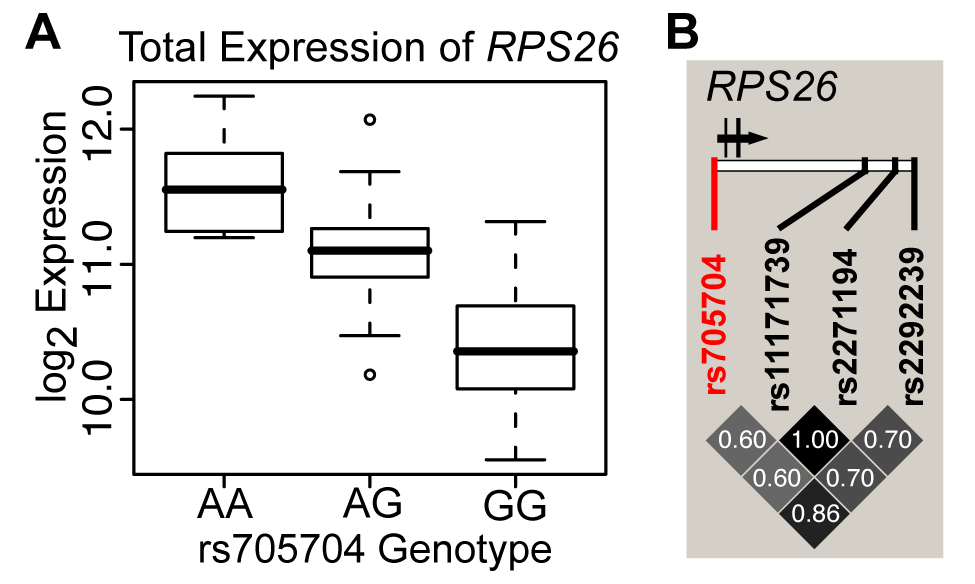 A
Total Expression of RPS26
log2 Expression
12.0
11.0
10.0
AA AG GG
rs705704 Genotype
B
RPS26
rs705704
rs11171739
rs2271194
rs2292239
0.60 1.00 0.70
0.60 0.70
0.86